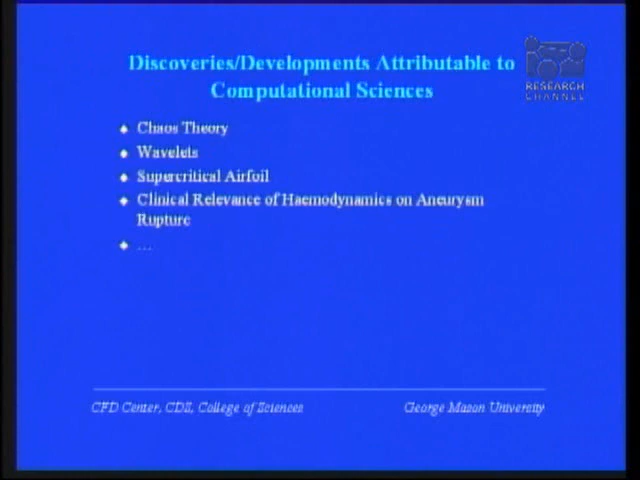 Discoveries/Developments Attributable to
Computational Sciences
RESEARCH
CHANNEL
Chaos Theory
Wavelets
Supercritical Airfoil
Clinical Relevance of Haemodynamics on Aneurysm
Rupture
...
CFD Center, CDS, College of Sciences
George Mason University